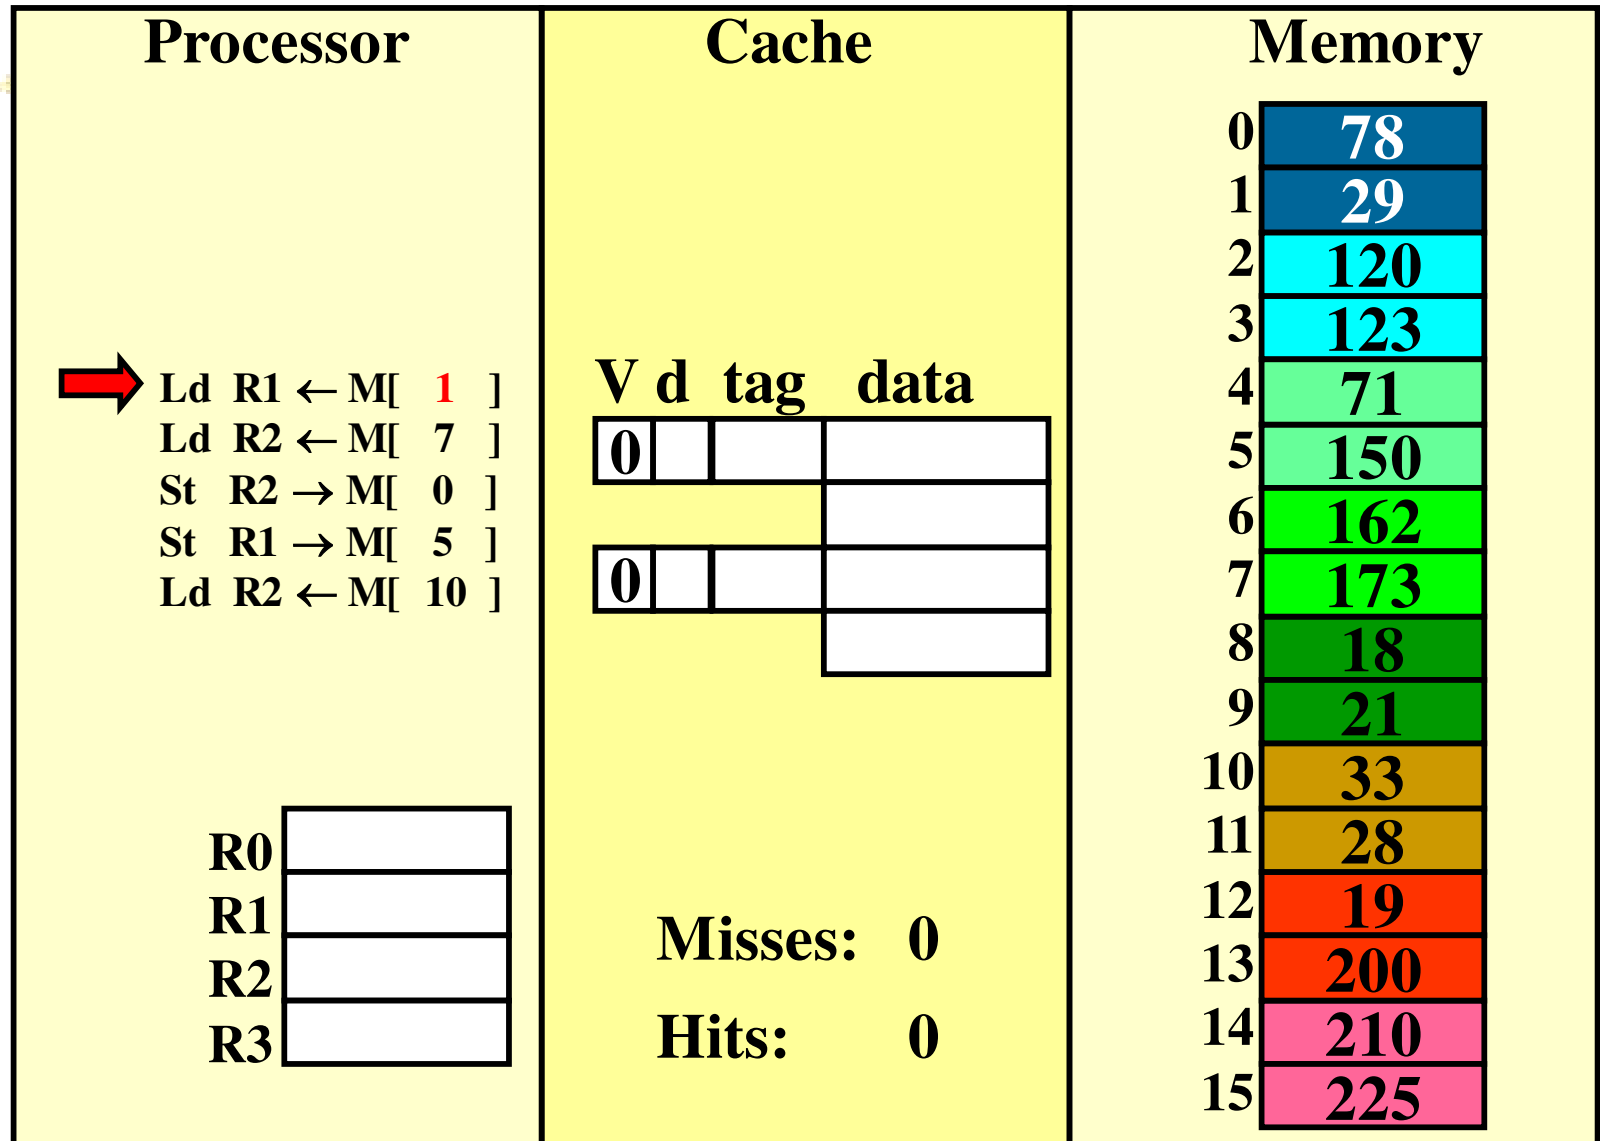 Processor
Ld R1 ← M[ 1 ]
Ld R2 ← M[ 7 ]
St R2 → M[ 0 ]
St R1 → M[ 5 ]
Ld R2 ← M[ 10 ]
R0
R1
R2
R3
Cache
V d tag data
0
0
Misses: 0
Hits: 0
Memory
0 78
1 29
2 120
3 123
4 71
5 150
6 162
7 173
8 18
9 21
10 33
11 28
12 19
13 200
14 210
15 225